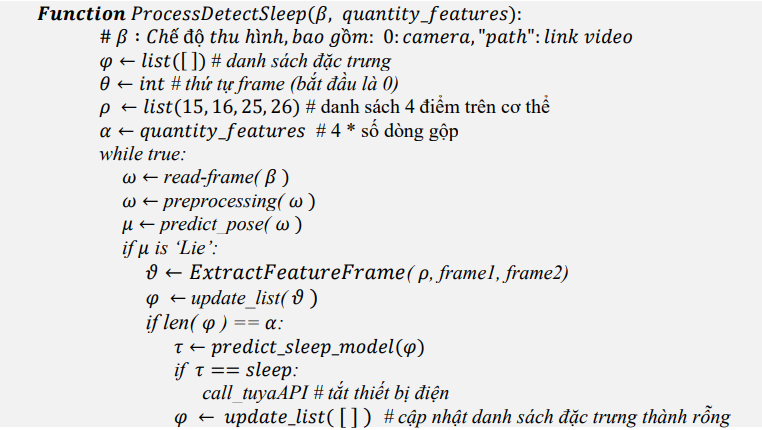 Function ProcessDetectSleep(β, quantity_features):
# β : Chế độ thu hình, bao gồm: 0: camera, "path": link video
φ ← list([ ]) # danh sách đặc trưng
θ ← int # thứ tự frame (bắt đầu là 0)
ρ ← list(15, 16, 25, 26) # danh sách 4 điểm trên cơ thể
α ← quantity_features # 4 * số dòng gộp
while true:
ω ← read-frame( β )
ω ← preprocessing( ω )
μ ← predict_pose( ω )
if μ is ‘Lie’:
ϑ ← ExtractFeatureFrame( ρ, frame1, frame2)
φ ← update_list( ϑ )
if len( φ ) == α:
τ ← predict_sleep_model(φ)
if τ == sleep:
call_tuyaAPI # tắt thiết bị điện
φ ← update_list( [ ] ) # cập nhật danh sách đặc trưng thành rỗng